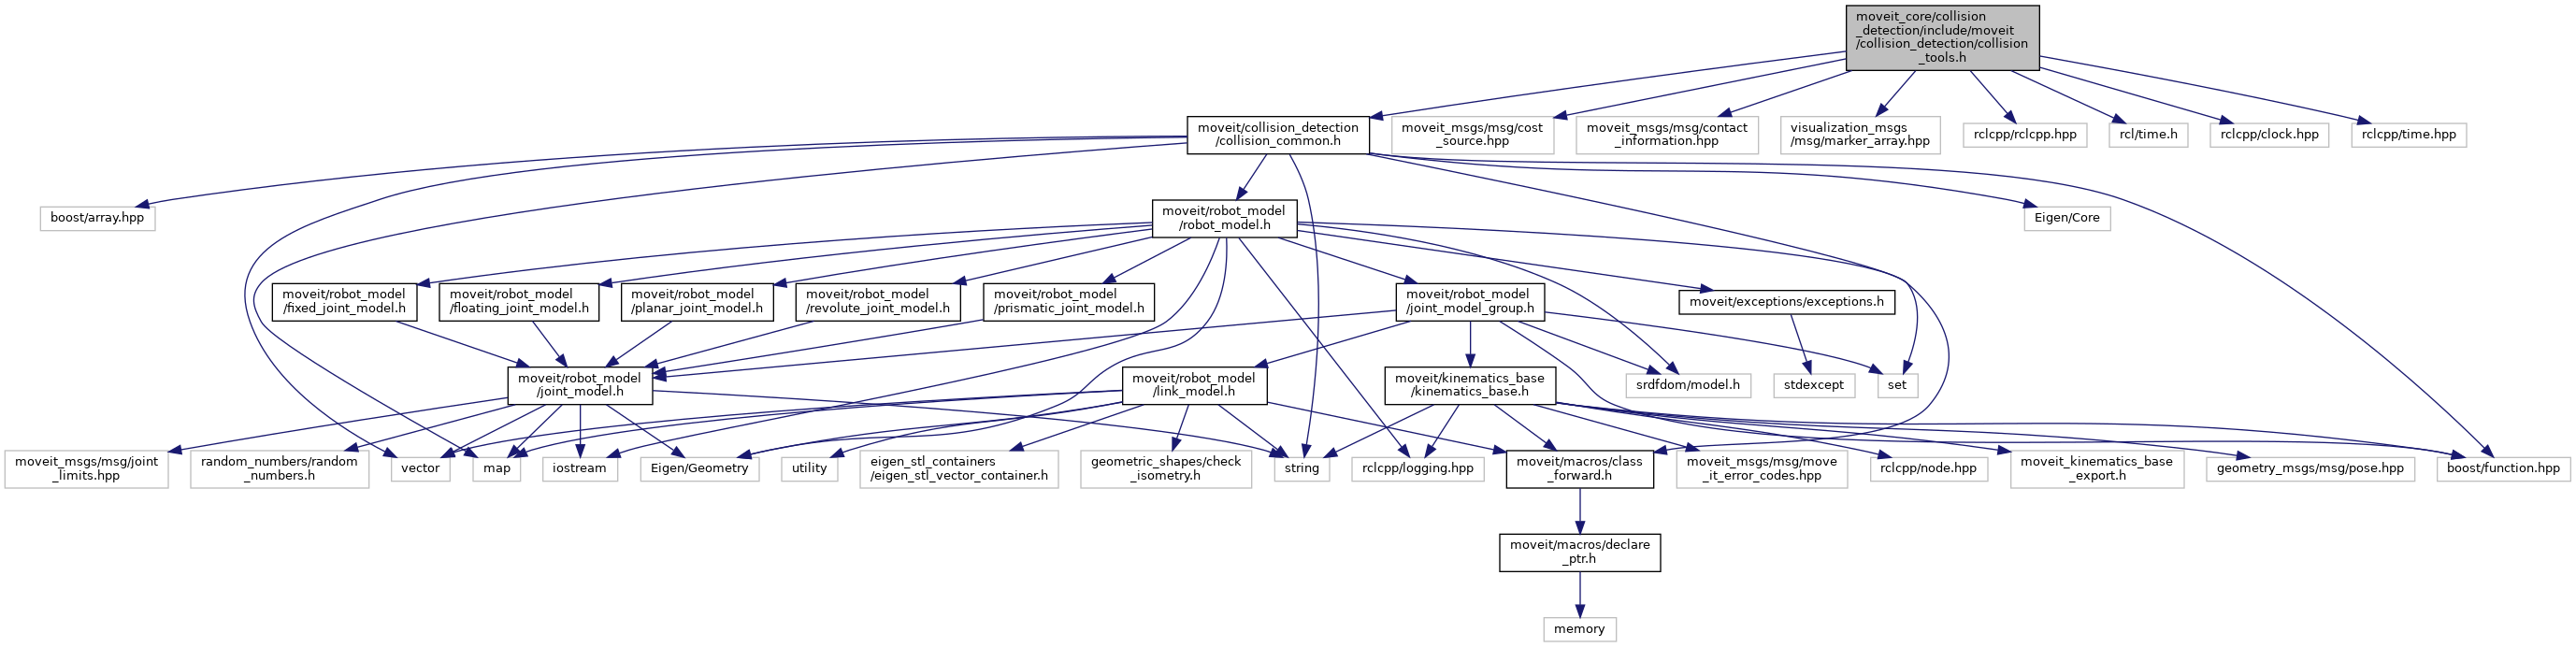 moveit_core/collision
_detection/include/moveit
/collision_detection/collision
_tools.h
moveit/collision_detection
/collision_common.h
moveit_msgs/msg/cost
_source.hpp
moveit_msgs/msg/contact
_information.hpp
visualization_msgs
/msg/marker_array.hpp
rclcpp/rclcpp.hpp
rcl/time.h
rclcpp/clock.hpp
rclcpp/time.hpp
boost/array.hpp
moveit/robot_model
/robot_model.h
Eigen/Core
moveit/robot_model
/fixed_joint_model.h
moveit/robot_model
/floating_joint_model.h
moveit/robot_model
/planar_joint_model.h
moveit/robot_model
/revolute_joint_model.h
moveit/robot_model
/prismatic_joint_model.h
moveit/robot_model
/joint_model_group.h
moveit/exceptions/exceptions.h
moveit/robot_model
/joint_model.h
moveit/robot_model
/link_model.h
moveit/kinematics_base
/kinematics_base.h
srdfdom/model.h
stdexcept
set
moveit_msgs/msg/joint
_limits.hpp
random_numbers/random
_numbers.h
vector
map
iostream
Eigen/Geometry
utility
eigen_stl_containers
/eigen_stl_vector_container.h
geometric_shapes/check
_isometry.h
string
rclcpp/logging.hpp
moveit/macros/class
_forward.h
moveit_msgs/msg/move
_it_error_codes.hpp
rclcpp/node.hpp
moveit_kinematics_base
_export.h
geometry_msgs/msg/pose.hpp
boost/function.hpp
moveit/macros/declare
_ptr.h
memory